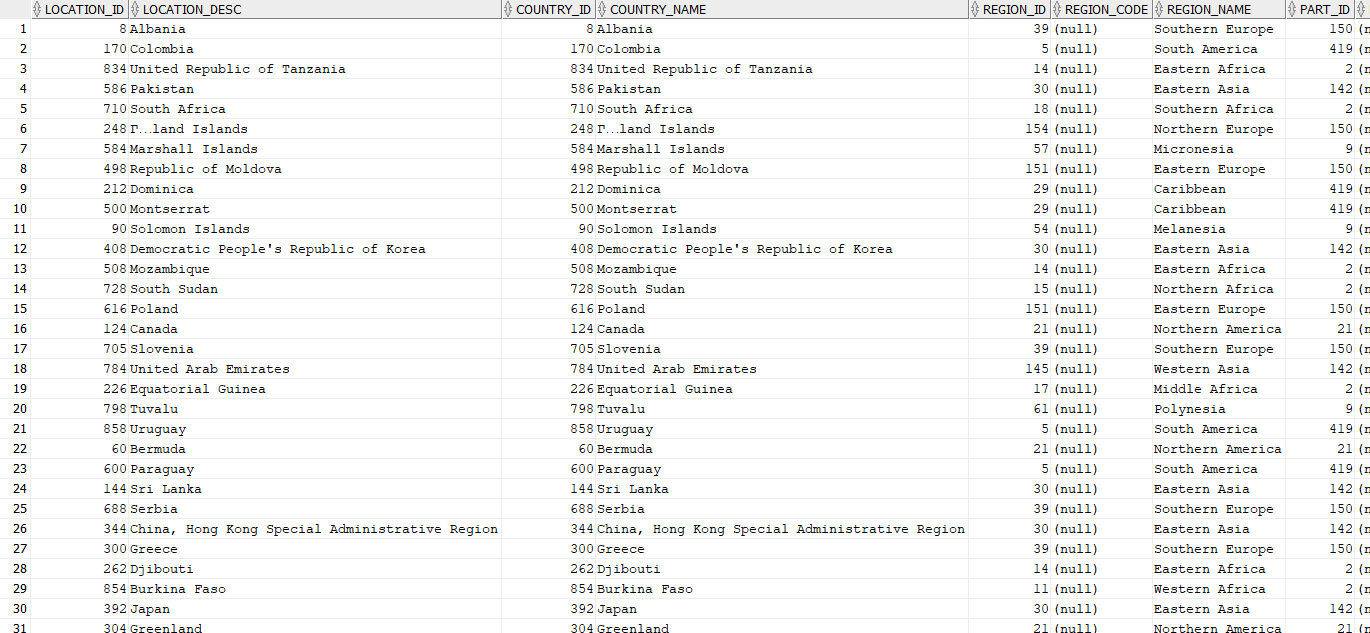 LOCATION_ID LOCATION_DESC COUNTRY_ID COUNTRY_NAME REGION_ID REGION_CODE REGION_NAME PART_ID
1 8 Albania 8 Albania 39 (null) Southern Europe 150 (n
2 170 Colombia 170 Colombia 5 (null) South America 419 (n
3 834 United Republic of Tanzania 834 United Republic of Tanzania 14 (null) Eastern Africa 2 (n
4 586 Pakistan 586 Pakistan 30 (null) Eastern Asia 142 (n
5 710 South Africa 710 South Africa 18 (null) Southern Africa 2 (n
6 248 Г…land Islands 248 Г…land Islands 154 (null) Northern Europe 150 (n
7 584 Marshall Islands 584 Marshall Islands 57 (null) Micronesia 9 (n
8 498 Republic of Moldova 498 Republic of Moldova 151 (null) Eastern Europe 150 (n
9 212 Dominica 212 Dominica 29 (null) Caribbean 419 (n
10 500 Montserrat 500 Montserrat 29 (null) Caribbean 419 (n
11 90 Solomon Islands 90 Solomon Islands 54 (null) Melanesia 9 (n
12 408 Democratic People's Republic of Korea 408 Democratic People's Republic of Korea 30 (null) Eastern Asia 142 (n
13 508 Mozambique 508 Mozambique 14 (null) Eastern Africa 2 (n
14 728 South Sudan 728 South Sudan 15 (null) Northern Africa 2 (n
15 616 Poland 616 Poland 151 (null) Eastern Europe 150 (n
16 124 Canada 124 Canada 21 (null) Northern America 21 (n
17 705 Slovenia 705 Slovenia 39 (null) Southern Europe 150 (n
18 784 United Arab Emirates 784 United Arab Emirates 145 (null) Western Asia 142 (n
19 226 Equatorial Guinea 226 Equatorial Guinea 17 (null) Middle Africa 2 (n
20 798 Tuvalu 798 Tuvalu 61 (null) Polynesia 9 (n
21 858 Uruguay 858 Uruguay 5 (null) South America 419 (n
22 60 Bermuda 60 Bermuda 21 (null) Northern America 21 (n
23 600 Paraguay 600 Paraguay 5 (null) South America 419 (n
24 144 Sri Lanka 144 Sri Lanka 30 (null) Eastern Asia 142 (n
25 688 Serbia 688 Serbia 39 (null) Southern Europe 150 (n
26 344 China, Hong Kong Special Administrative Region 344 China, Hong Kong Special Administrative Region 30 (null) Eastern Asia 142 (n
27 300 Greece 300 Greece 39 (null) Southern Europe 150 (n
28 262 Djibouti 262 Djibouti 14 (null) Eastern Africa 2 (n
29 854 Burkina Faso 854 Burkina Faso 11 (null) Western Africa 2 (n
30 392 Japan 392 Japan 30 (null) Eastern Asia 142 (n
31 304 Greenland 304 Greenland 21 (null) Northern America 21 (n